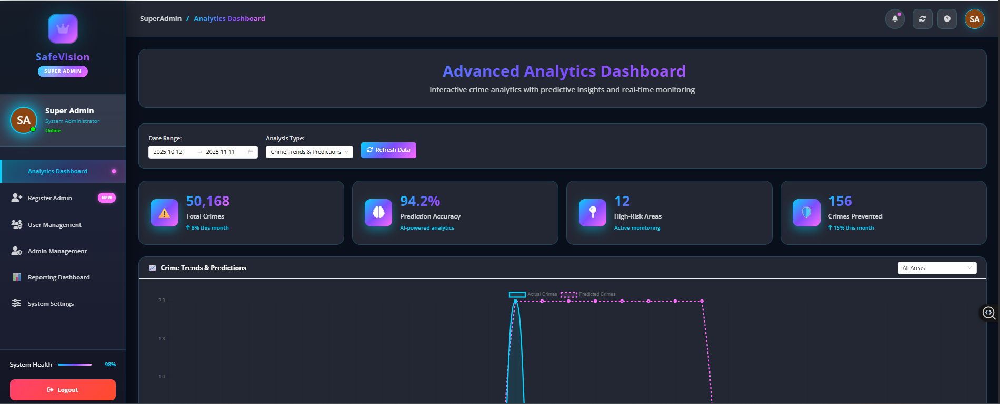 SafeVision
SUPER ADMIN
SA
Super Admin
System Administrator
Online
Analytics Dashboard
Register Admin NEW
User Management
Admin Management
Reporting Dashboard
System Settings
System Health 98%
Logout
SuperAdmin / Analytics Dashboard
SA
Advanced Analytics Dashboard
Interactive crime analytics with predictive insights and real-time monitoring
Date Range:
2025-10-12 → 2025-11-11
Analysis Type:
Crime Trends & Predictions
Refresh Data
50,168
Total Crimes
↑ 8% this month
94.2%
Prediction Accuracy
AI-powered analytics
12
High-Risk Areas
Active monitoring
156
Crimes Prevented
↑ 15% this month
Crime Trends & Predictions
All Areas
Actual Crimes Predicted Crimes
2.0
1.8
1.6